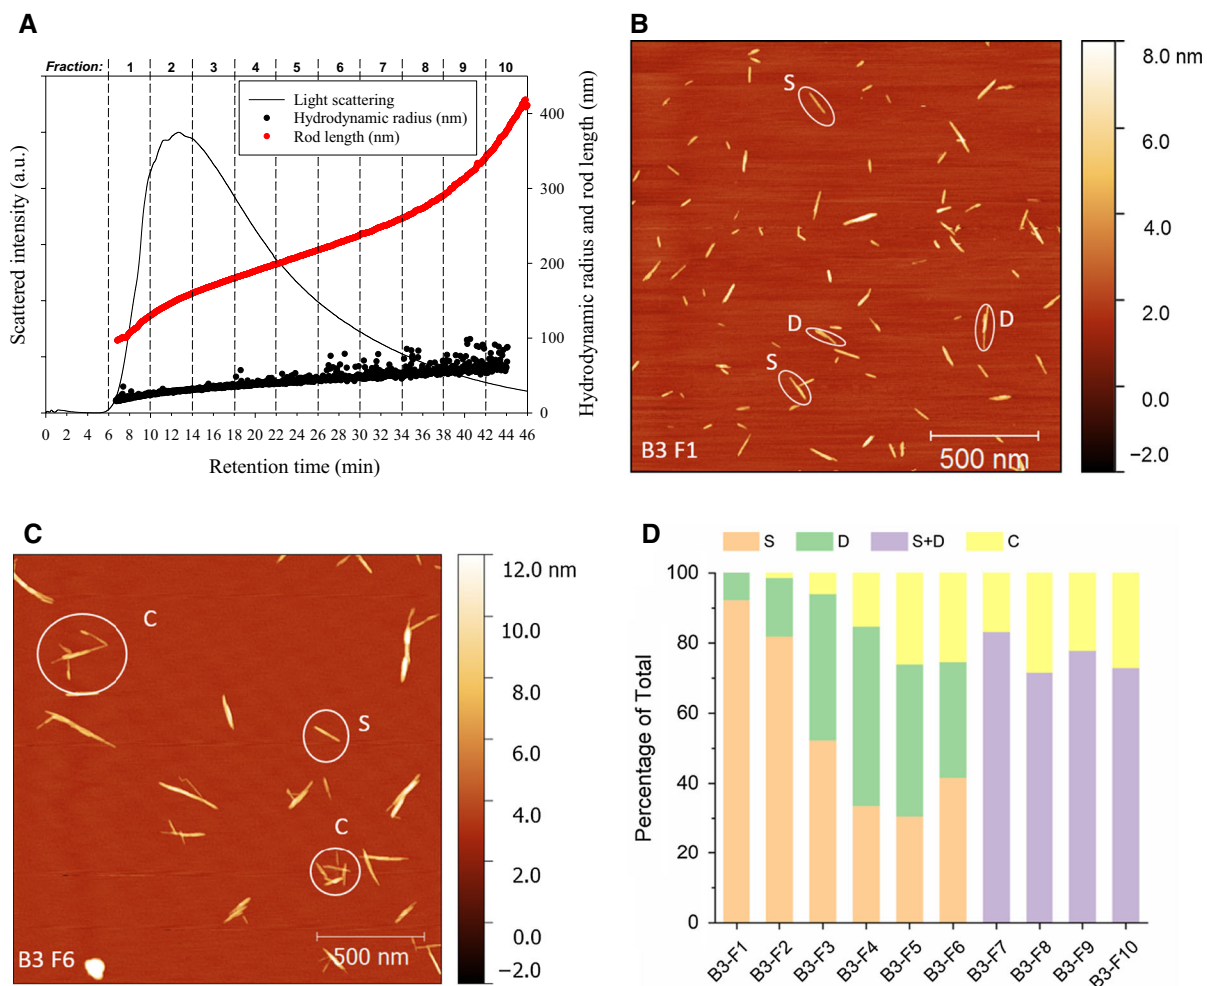 A
Fraction: 1 2 3 4 5 6 7 8 9 10
Light scattering
Hydrodynamic radius (nm)
Rod length (nm)
Scattered intensity (a.u.)
400
300
200
100
0
Hydrodynamic radius and rod length (nm)
0 2 4 6 8 10 12 14 16 18 20 22 24 26 28 30 32 34 36 38 40 42 44 46
Retention time (min)
B
S
D
D
S
B3 F1
500 nm
8.0 nm
6.0
4.0
2.0
0.0
−2.0
C
C
S
C
B3 F6
500 nm
12.0 nm
10.0
8.0
6.0
4.0
2.0
0.0
−2.0
D
S D S+D C
Percentage of Total
100
80
60
40
20
0
B3-F1 B3-F2 B3-F3 B3-F4 B3-F5 B3-F6 B3-F7 B3-F8 B3-F9 B3-F10